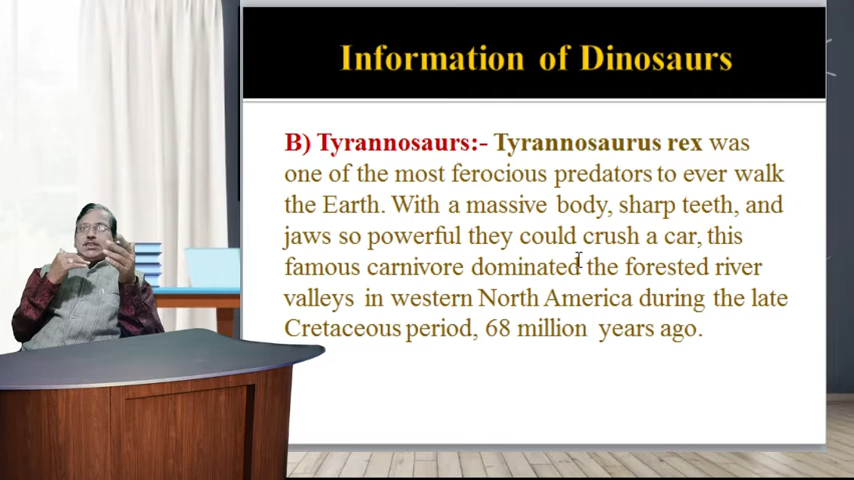 Information of Dinosaurs
B) Tyrannosaurs:- Tyrannosaurus rex was
one of the most ferocious predators to ever walk
the Earth. With a massive body, sharp teeth, and
jaws so powerful they could crush a car, this
famous carnivore dominated the forested river
valleys in western North America during the late
Cretaceous period, 68 million years ago.